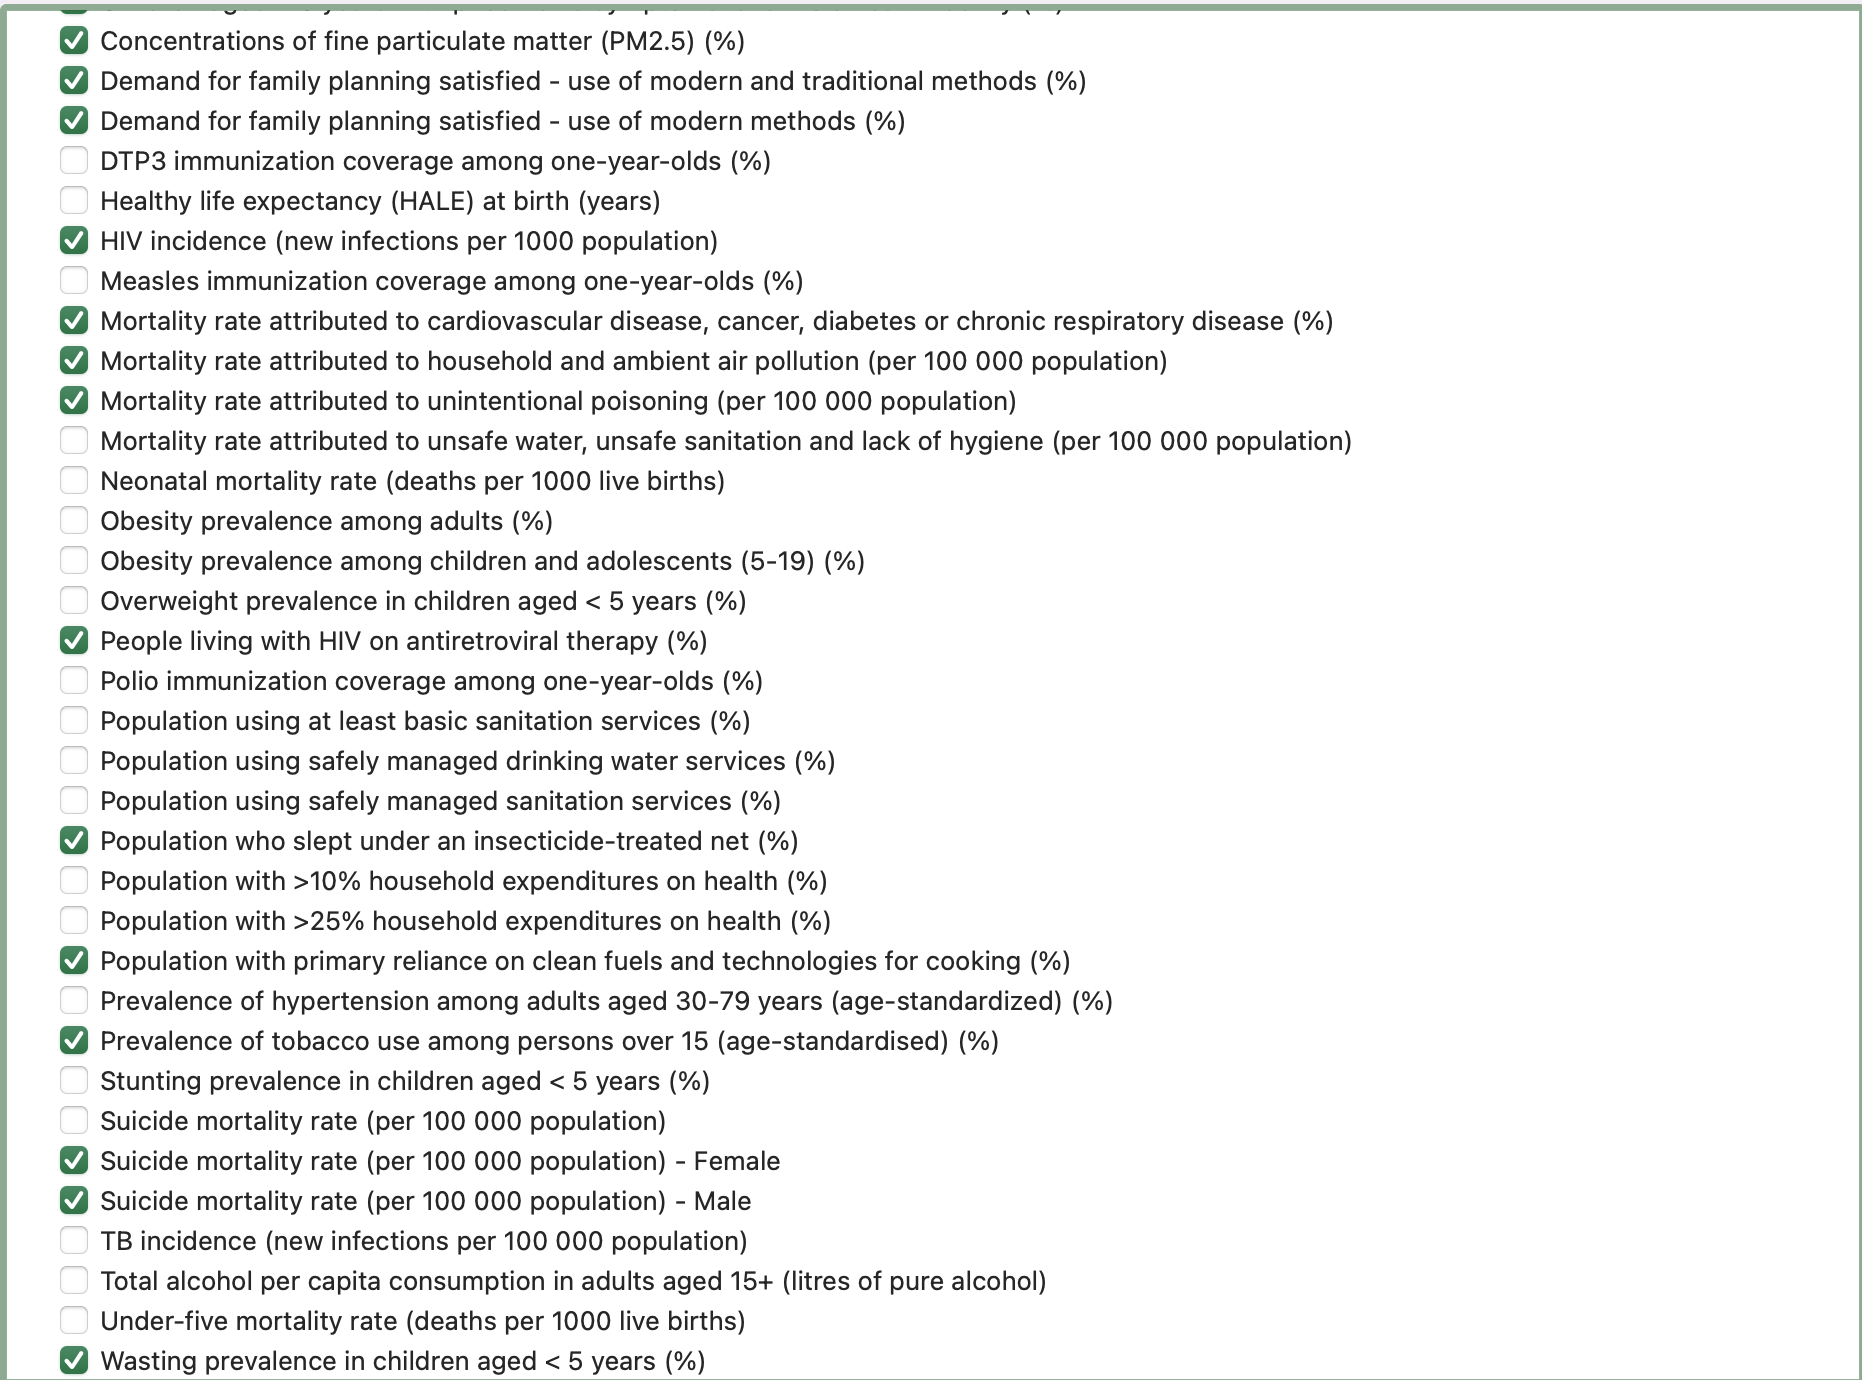 Concentrations of fine particulate matter (PM2.5) (%)
Demand for family planning satisfied - use of modern and traditional methods (%)
Demand for family planning satisfied - use of modern methods (%)
DTP3 immunization coverage among one-year-olds (%)
Healthy life expectancy (HALE) at birth (years)
HIV incidence (new infections per 1000 population)
Measles immunization coverage among one-year-olds (%)
Mortality rate attributed to cardiovascular disease, cancer, diabetes or chronic respiratory disease (%)
Mortality rate attributed to household and ambient air pollution (per 100 000 population)
Mortality rate attributed to unintentional poisoning (per 100 000 population)
Mortality rate attributed to unsafe water, unsafe sanitation and lack of hygiene (per 100 000 population)
Neonatal mortality rate (deaths per 1000 live births)
Obesity prevalence among adults (%)
Obesity prevalence among children and adolescents (5-19) (%)
Overweight prevalence in children aged < 5 years (%)
People living with HIV on antiretroviral therapy (%)
Polio immunization coverage among one-year-olds (%)
Population using at least basic sanitation services (%)
Population using safely managed drinking water services (%)
Population using safely managed sanitation services (%)
Population who slept under an insecticide-treated net (%)
Population with >10% household expenditures on health (%)
Population with >25% household expenditures on health (%)
Population with primary reliance on clean fuels and technologies for cooking (%)
Prevalence of hypertension among adults aged 30-79 years (age-standardized) (%)
Prevalence of tobacco use among persons over 15 (age-standardised) (%)
Stunting prevalence in children aged < 5 years (%)
Suicide mortality rate (per 100 000 population)
Suicide mortality rate (per 100 000 population) - Female
Suicide mortality rate (per 100 000 population) - Male
TB incidence (new infections per 100 000 population)
Total alcohol per capita consumption in adults aged 15+ (litres of pure alcohol)
Under-five mortality rate (deaths per 1000 live births)
Wasting prevalence in children aged < 5 years (%)